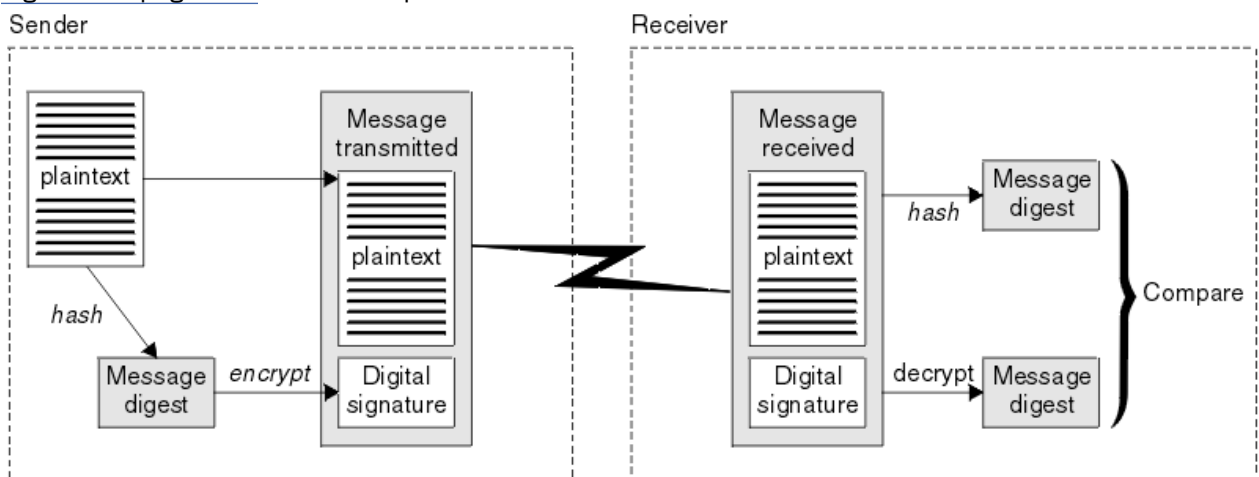 Sender
Receiver
plaintext
hash
Message
digest
encrypt
Message
transmitted
plaintext
Digital
signature
Message
received
plaintext
Digital
signature
hash
Message
digest
decrypt
Message
digest
Compare